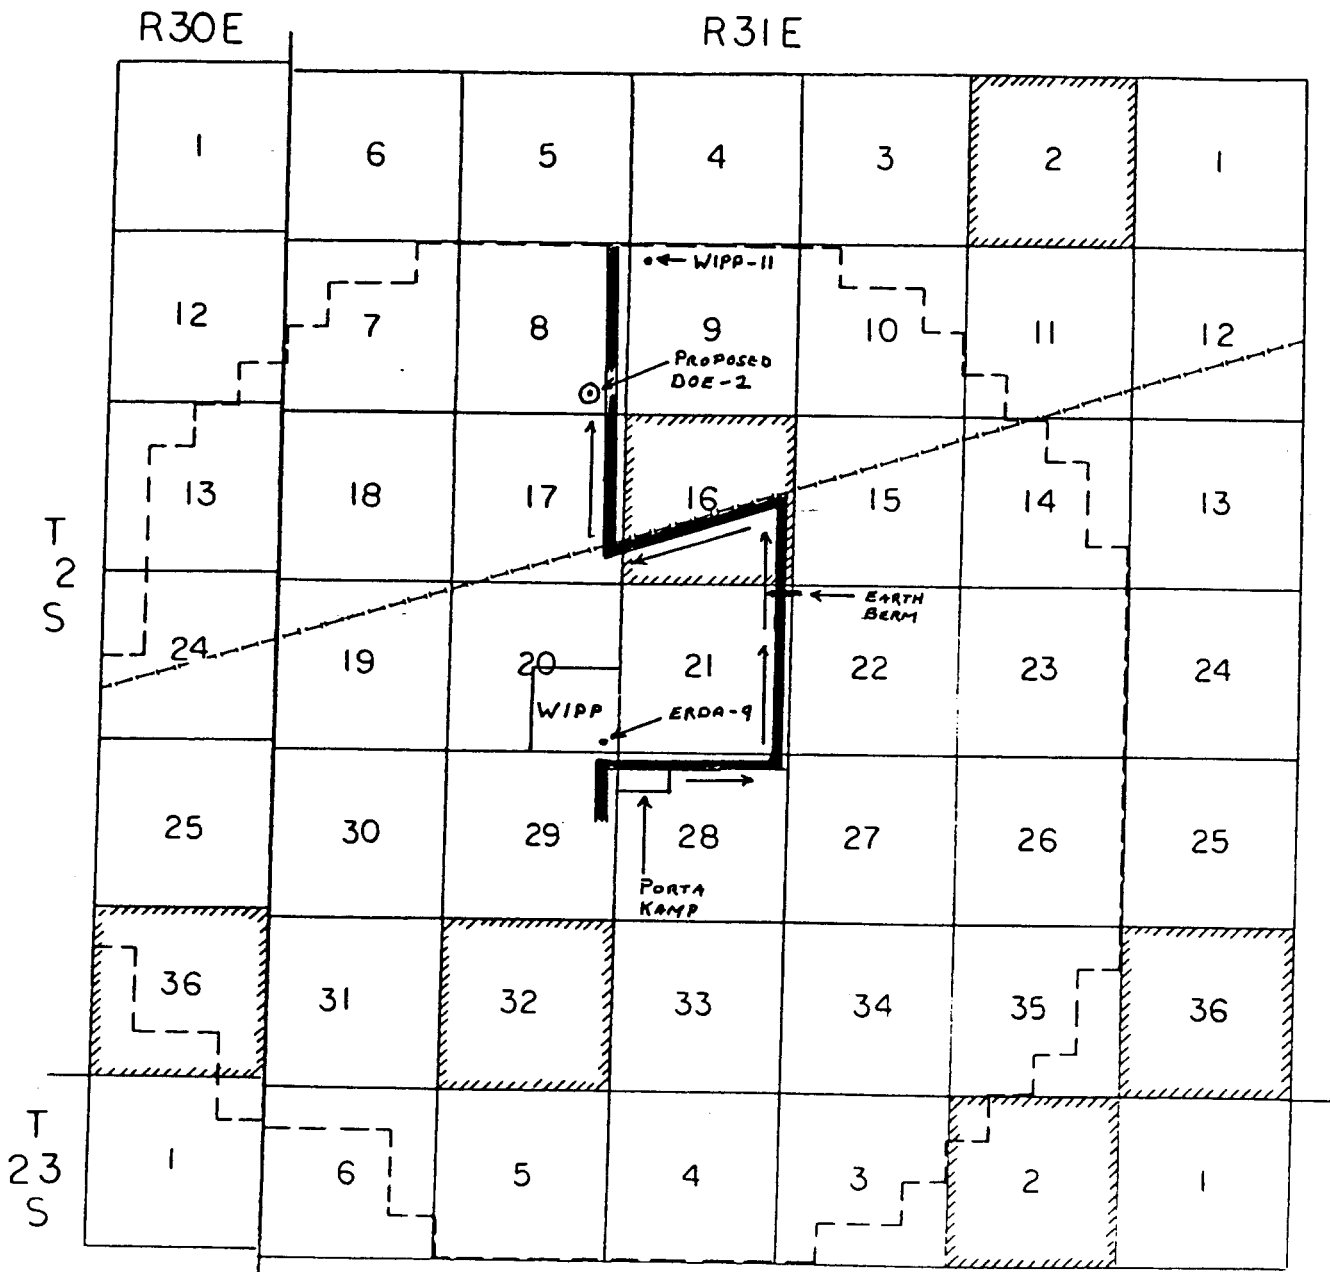 R30E R31E
1 6 5 4 3 2 1
WIPP-11
12 7 8 9 10 11 12
PROPOSED
DOE-2
13 18 17 16 15 14 13
T
2
S
EARTH
BERM
24 19 20 21 22 23 24
WIPP ERDA-9
25 30 29 28 27 26 25
PORTA
KAMP
36 31 32 33 34 35 36
T
23
S
1 6 5 4 3 2 1